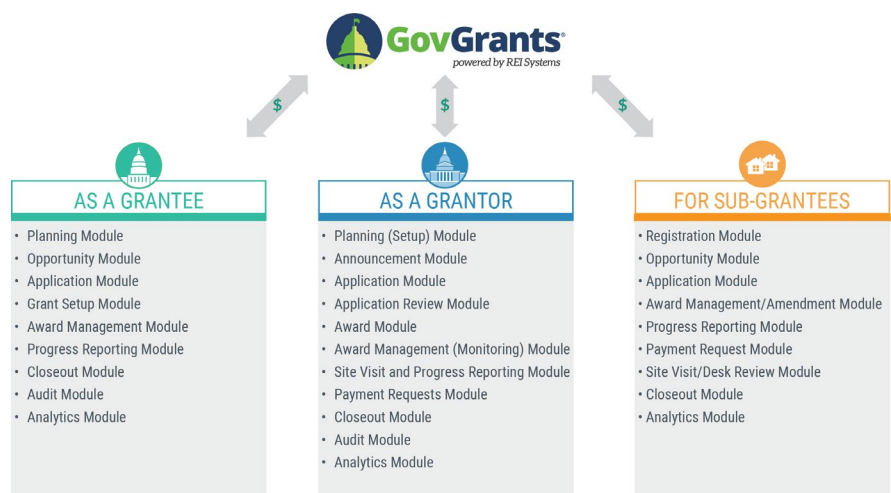 GovGrants®
powered by REI Systems
$
$
$
AS A GRANTEE
• Planning Module
• Opportunity Module
• Application Module
• Grant Setup Module
• Award Management Module
• Progress Reporting Module
• Closeout Module
• Audit Module
• Analytics Module
AS A GRANTOR
• Planning (Setup) Module
• Announcement Module
• Application Module
• Application Review Module
• Award Module
• Award Management (Monitoring) Module
• Site Visit and Progress Reporting Module
• Payment Requests Module
• Closeout Module
• Audit Module
• Analytics Module
FOR SUB-GRANTEES
• Registration Module
• Opportunity Module
• Application Module
• Award Management/Amendment Module
• Progress Reporting Module
• Payment Request Module
• Site Visit/Desk Review Module
• Closeout Module
• Analytics Module